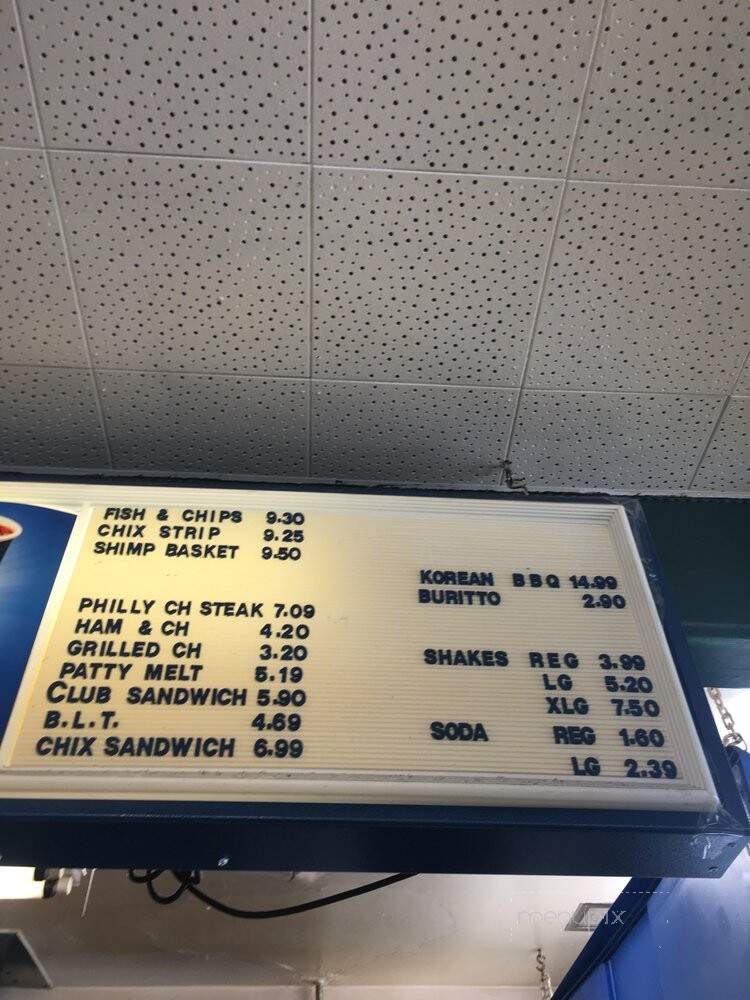 FISH & CHIPS 9.30
CHIX STRIP 9.25
SHIMP BASKET 9.50
PHILLY CH STEAK 7.09
HAM & CH 4.20
GRILLED CH 3.20
PATTY MELT 5.19
CLUB SANDWICH 5.90
B.L.T. 4.69
CHIX SANDWICH 6.99
KOREAN BBQ 14.99
BURITTO 2.90
SHAKES REG 3.99
LG 5.20
XLG 7.50
SODA REG 1.60
LG 2.39
menupix